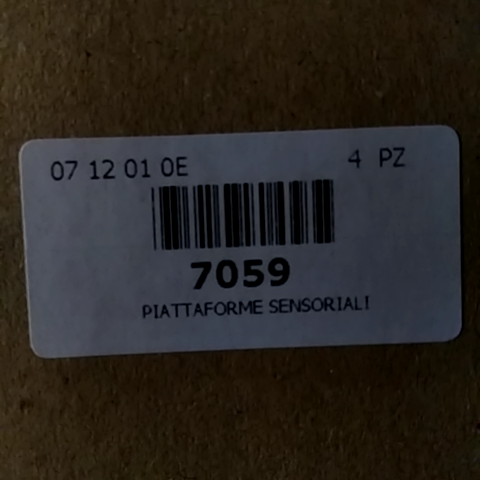 07 12 01 0E 4 PZ
7059
PIATTAFORME SENSORIALI